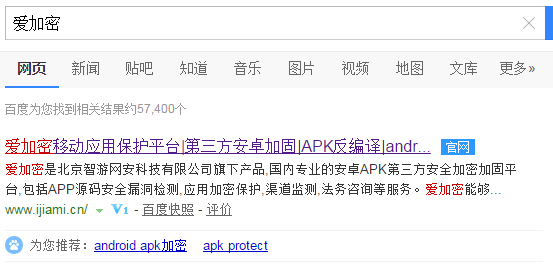 爱加密
网页 新闻 贴吧 知道 音乐 图片 视频 地图 文库 更多»
百度为您找到相关结果约57,400个
爱加密移动应用保护平台|第三方安卓加固|APK反编译|andr... 官网
爱加密是北京智游网安科技有限公司旗下产品,国内专业的安卓APK第三方安全加密加固平
台,包括APP源码安全漏洞检测,应用加密保护,渠道监测,法务咨询等服务。爱加密能够...
www.ijiami.cn/ V1 - 百度快照 - 评价
为您推荐： android apk加密 apk protect